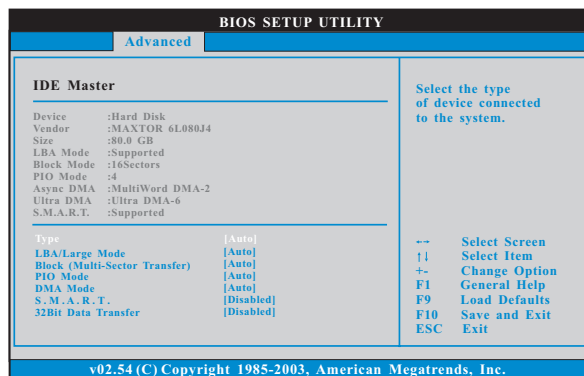 BIOS SETUP UTILITY
Advanced
IDE Master
Device :Hard Disk
Vendor :MAXTOR 6L080J4
Size :80.0 GB
LBA Mode :Supported
Block Mode :16Sectors
PIO Mode :4
Async DMA :MultiWord DMA-2
Ultra DMA :Ultra DMA-6
S.M.A.R.T. :Supported
Type [Auto]
LBA/Large Mode [Auto]
Block (Multi-Sector Transfer) [Auto]
PIO Mode [Auto]
DMA Mode [Auto]
S.M.A.R.T. [Disabled]
32Bit Data Transfer [Disabled]
Select the type
of device connected
to the system.
←→ Select Screen
↑↓ Select Item
+- Change Option
F1 General Help
F9 Load Defaults
F10 Save and Exit
ESC Exit
v02.54 (C) Copyright 1985-2003, American Megatrends, Inc.